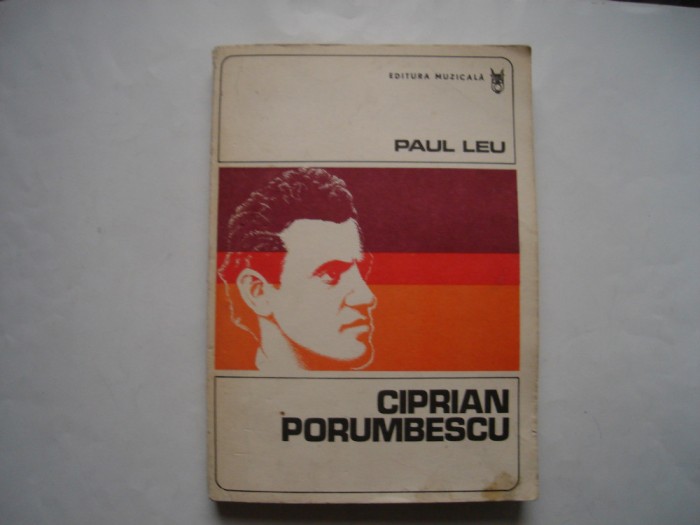 EDITURA MUZICALĂ
PAUL LEU
CIPRIAN
PORUMBESCU